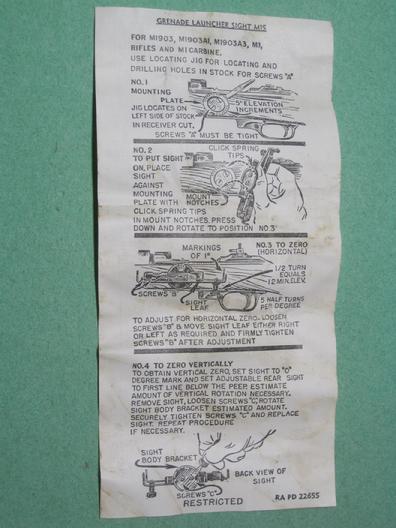 GRENADE LAUNCHER SIGHT M15
FOR M1903, M1903A1, M1903A3, M1,
RIFLES AND M1 CARBINE.
USE LOCATING JIG FOR LOCATING AND
DRILLING HOLES IN STOCK FOR SCREWS "A"
NO. 1
MOUNTING
PLATE
JIG LOCATES ON
LEFT SIDE OF STOCK
IN RECEIVER CUT.
5° ELEVATION
INCREMENTS
SCREWS "A" MUST BE TIGHT
NO. 2
TO PUT SIGHT
ON, PLACE
SIGHT
AGAINST
MOUNTING
PLATE WITH
CLICK SPRING
TIPS
MOUNT
NOTCHES
CLICK SPRING TIPS
IN MOUNT NOTCHES. PRESS
DOWN AND ROTATE TO POSITION NO. 3
MARKINGS
OF 1°
NO. 3 TO ZERO
(HORIZONTAL)
1/2 TURN
EQUALS
12 MIN. ELEV.
SCREWS "B"
SIGHT
LEAF
5 HALF TURNS
PER DEGREE
TO ADJUST FOR HORIZONTAL ZERO-LOOSEN
SCREWS "B" & MOVE SIGHT LEAF EITHER RIGHT
OR LEFT AS REQUIRED AND FIRMLY TIGHTEN
SCREWS "B" AFTER ADJUSTMENT
NO. 4 TO ZERO VERTICALLY
TO OBTAIN VERTICAL ZERO, SET SIGHT TO "O"
DEGREE MARK AND SET ADJUSTABLE REAR SIGHT
TO FIRST LINE BELOW THE PEEP. ESTIMATE
AMOUNT OF VERTICAL ROTATION NECESSARY.
REMOVE SIGHT, LOOSEN SCREWS "C", ROTATE
SIGHT BODY BRACKET ESTIMATED AMOUNT.
SECURELY TIGHTEN SCREWS "C" AND REPLACE
SIGHT. REPEAT PROCEDURE
IF NECESSARY.
SIGHT
BODY BRACKET
BACK VIEW OF
SIGHT
SCREWS "C"
RESTRICTED
RA PD 22655